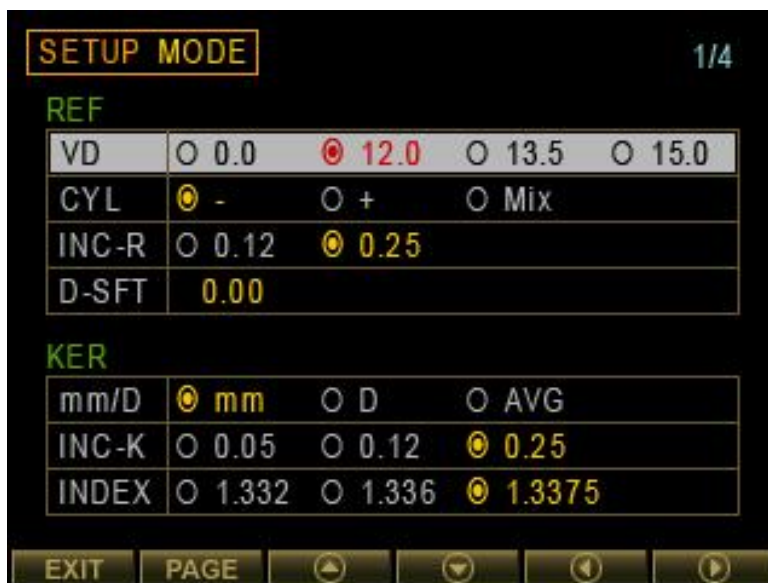 SETUP MODE 1/4
REF
VD 0.0 12.0 13.5 15.0
CYL - + Mix
INC-R 0.12 0.25
D-SFT 0.00
KER
mm/D mm D AVG
INC-K 0.05 0.12 0.25
INDEX 1.332 1.336 1.3375
EXIT PAGE